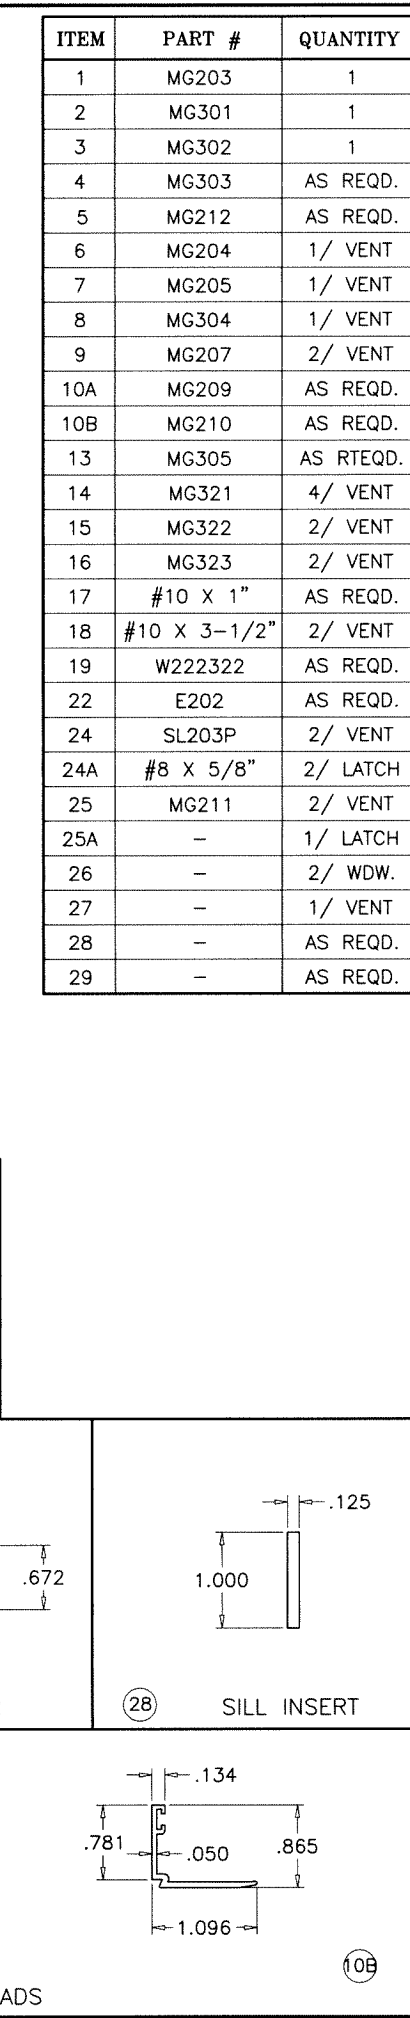 ITEM PART # QUANTITY
1 MG203 1
2 MG301 1
3 MG302 1
4 MG303 AS REQD.
5 MG212 AS REQD.
6 MG204 1/ VENT
7 MG205 1/ VENT
8 MG304 1/ VENT
9 MG207 2/ VENT
10A MG209 AS REQD.
10B MG210 AS REQD.
13 MG305 AS RTEQD.
14 MG321 4/ VENT
15 MG322 2/ VENT
16 MG323 2/ VENT
17 #10 X 1" AS REQD.
18 #10 X 3-1/2" 2/ VENT
19 W222322 AS REQD.
22 E202 AS REQD.
24 SL203P 2/ VENT
24A #8 X 5/8" 2/ LATCH
25 MG211 2/ VENT
25A – 1/ LATCH
26 – 2/ WDW.
27 – 1/ VENT
28 – AS REQD.
29 – AS REQD.
.125
.672 1.000
28 SILL INSERT
.134
.781 .050 .865
1.096
10B
ADS